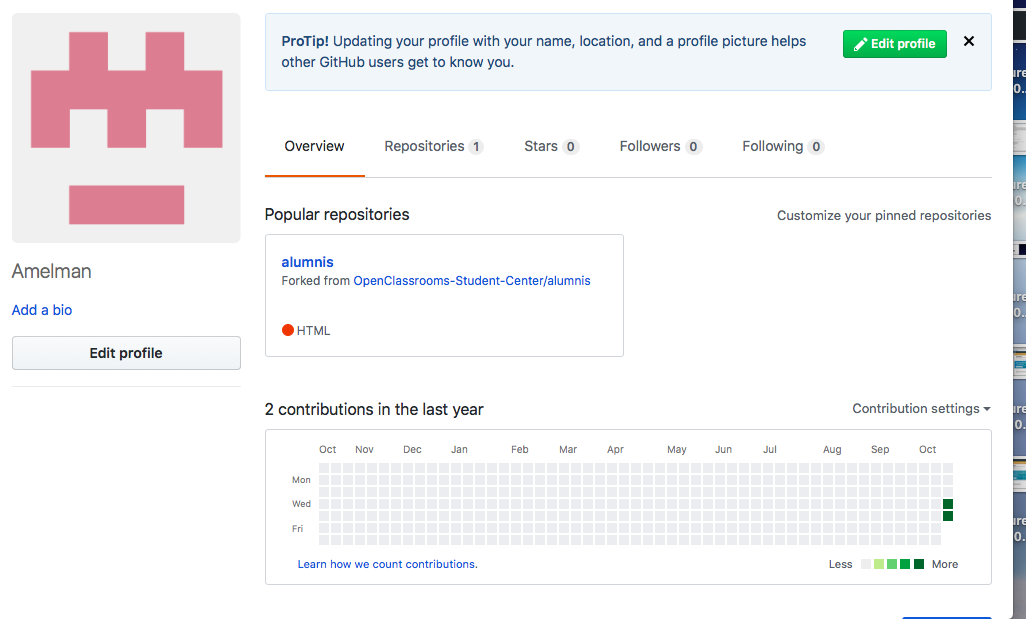 ProTip! Updating your profile with your name, location, and a profile picture helps
other GitHub users get to know you.
Edit profile
Overview
Repositories 1
Stars 0
Followers 0
Following 0
Popular repositories
Customize your pinned repositories
alumnis
Forked from OpenClassrooms-Student-Center/alumnis
HTML
Amelman
Add a bio
Edit profile
2 contributions in the last year
Contribution settings
Oct Nov Dec Jan Feb Mar Apr May Jun Jul Aug Sep Oct
Mon
Wed
Fri
Learn how we count contributions.
Less More